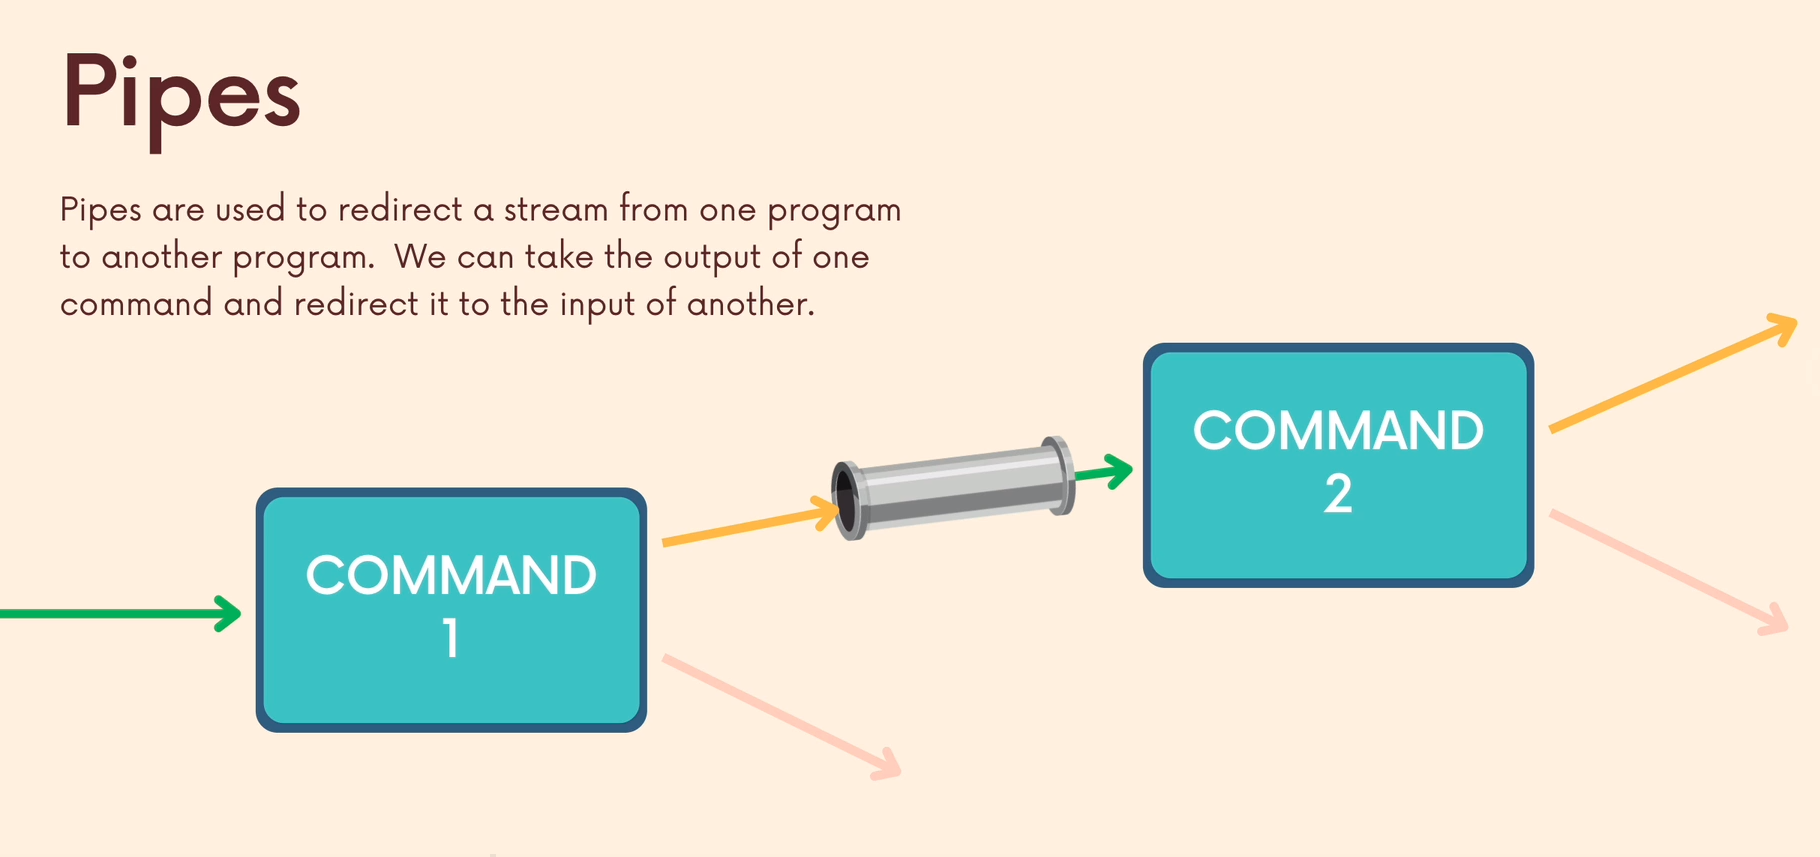 Pipes
Pipes are used to redirect a stream from one program
to another program.  We can take the output of one
command and redirect it to the input of another.
COMMAND
1
COMMAND
2